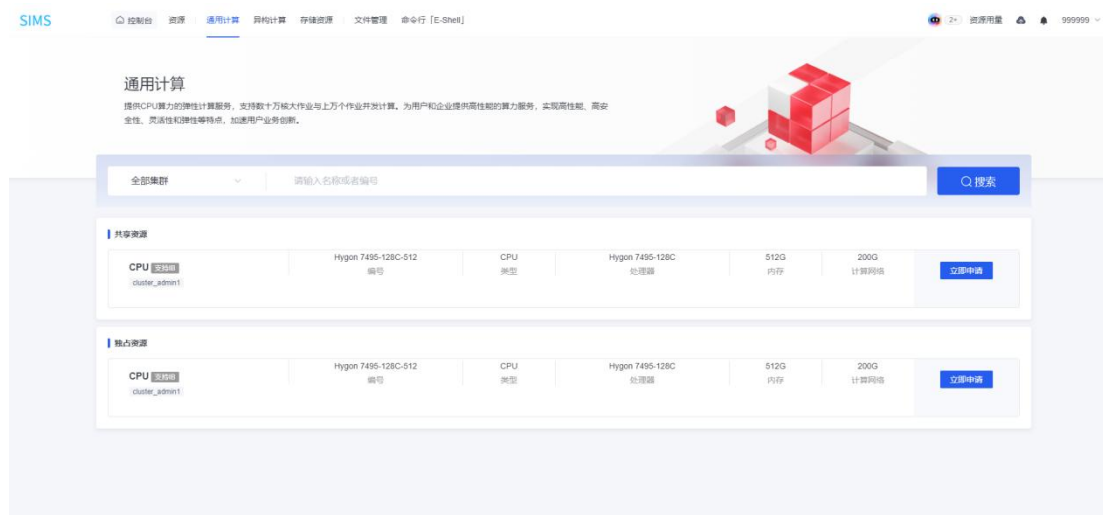 SIMS 控制台 资源 通用计算 异构计算 存储资源 文件管理 命令行「E-Shell」 2+ 资源用量 999999
通用计算
提供CPU算力的弹性计算服务，支持数十万核大作业与上万个作业并发计算。为用户和企业提供高性能的算力服务，实现高性能、高安
全性、灵活性和弹性等特点，加速用户业务创新。
全部集群 请输入名称或者编号 搜索
共享资源
CPU 支持IB
cluster_admin1
Hygon 7495-128C-512 CPU Hygon 7495-128C 512G 200G
编号 类型 处理器 内存 计算网络
立即申请
独占资源
CPU 支持IB
cluster_admin1
Hygon 7495-128C-512 CPU Hygon 7495-128C 512G 200G
编号 类型 处理器 内存 计算网络
立即申请